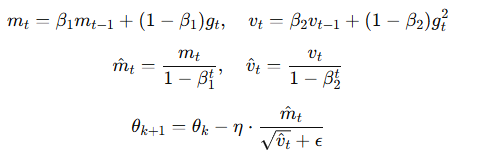 m_t = β_1 m_{t−1} + (1 − β_1)g_t, v_t = β_2 v_{t−1} + (1 − β_2)g_t^2
m̂_t = m_t / (1 − β_1^t), v̂_t = v_t / (1 − β_2^t)
θ_{k+1} = θ_k − η · m̂_t / (√v̂_t + ϵ)